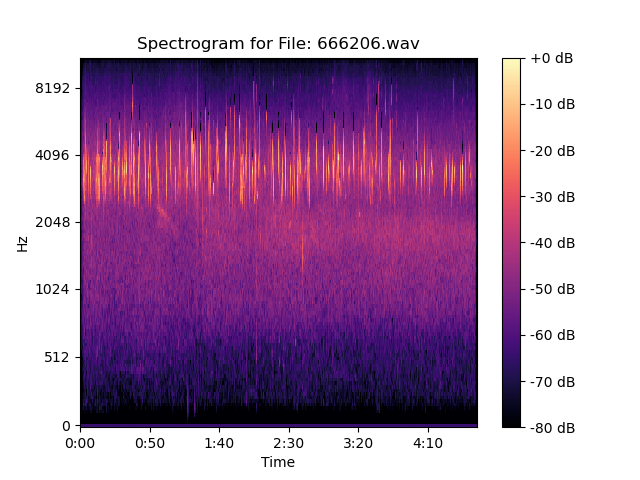 Spectrogram for File: 666206.wav
Hz
8192
4096
2048
1024
512
0
0:00 0:50 1:40 2:30 3:20 4:10
Time
+0 dB
-10 dB
-20 dB
-30 dB
-40 dB
-50 dB
-60 dB
-70 dB
-80 dB